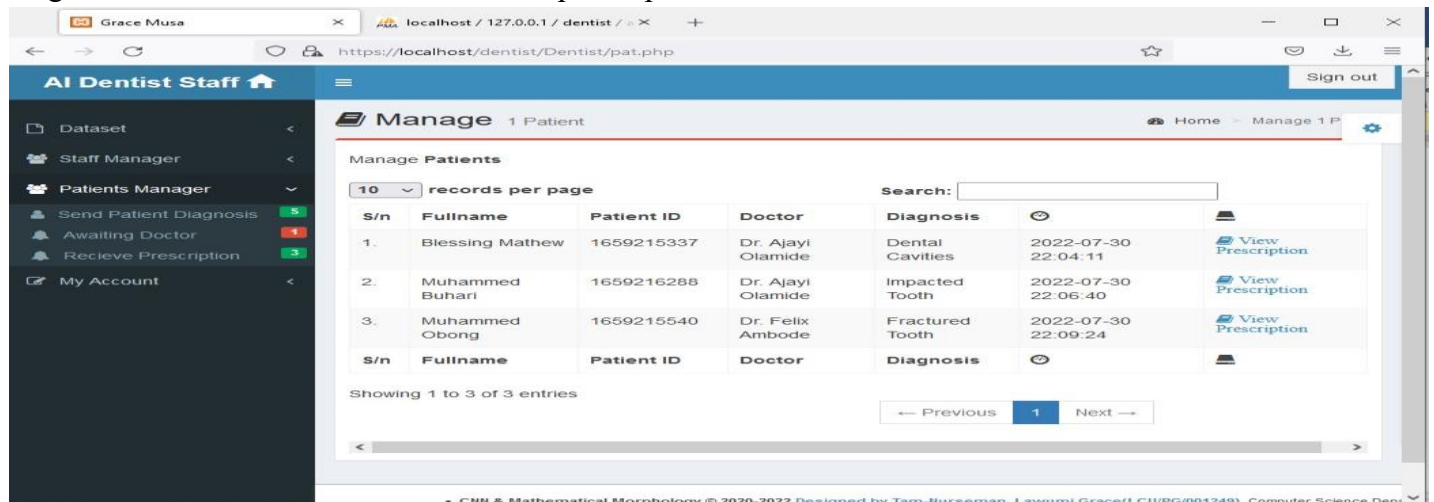 Grace Musa
localhost / 127.0.0.1 / dentist /
https://localhost/dentist/Dentist/pat.php
AI Dentist Staff
Sign out
Dataset
Staff Manager
Patients Manager
Send Patient Diagnosis 5
Awaiting Doctor 1
Recieve Prescription 3
My Account
Manage 1 Patient
Home > Manage 1 P
Manage Patients
10 records per page Search:
S/n Fullname Patient ID Doctor Diagnosis
1. Blessing Mathew 1659215337 Dr. Ajayi Olamide Dental Cavities 2022-07-30 22:04:11 View Prescription
2. Muhammed Buhari 1659216288 Dr. Ajayi Olamide Impacted Tooth 2022-07-30 22:06:40 View Prescription
3. Muhammed Obong 1659215540 Dr. Felix Ambode Fractured Tooth 2022-07-30 22:09:24 View Prescription
S/n Fullname Patient ID Doctor Diagnosis
Showing 1 to 3 of 3 entries
← Previous 1 Next →
CNN & Mathematical Morphology © 2020-2022 Designed by